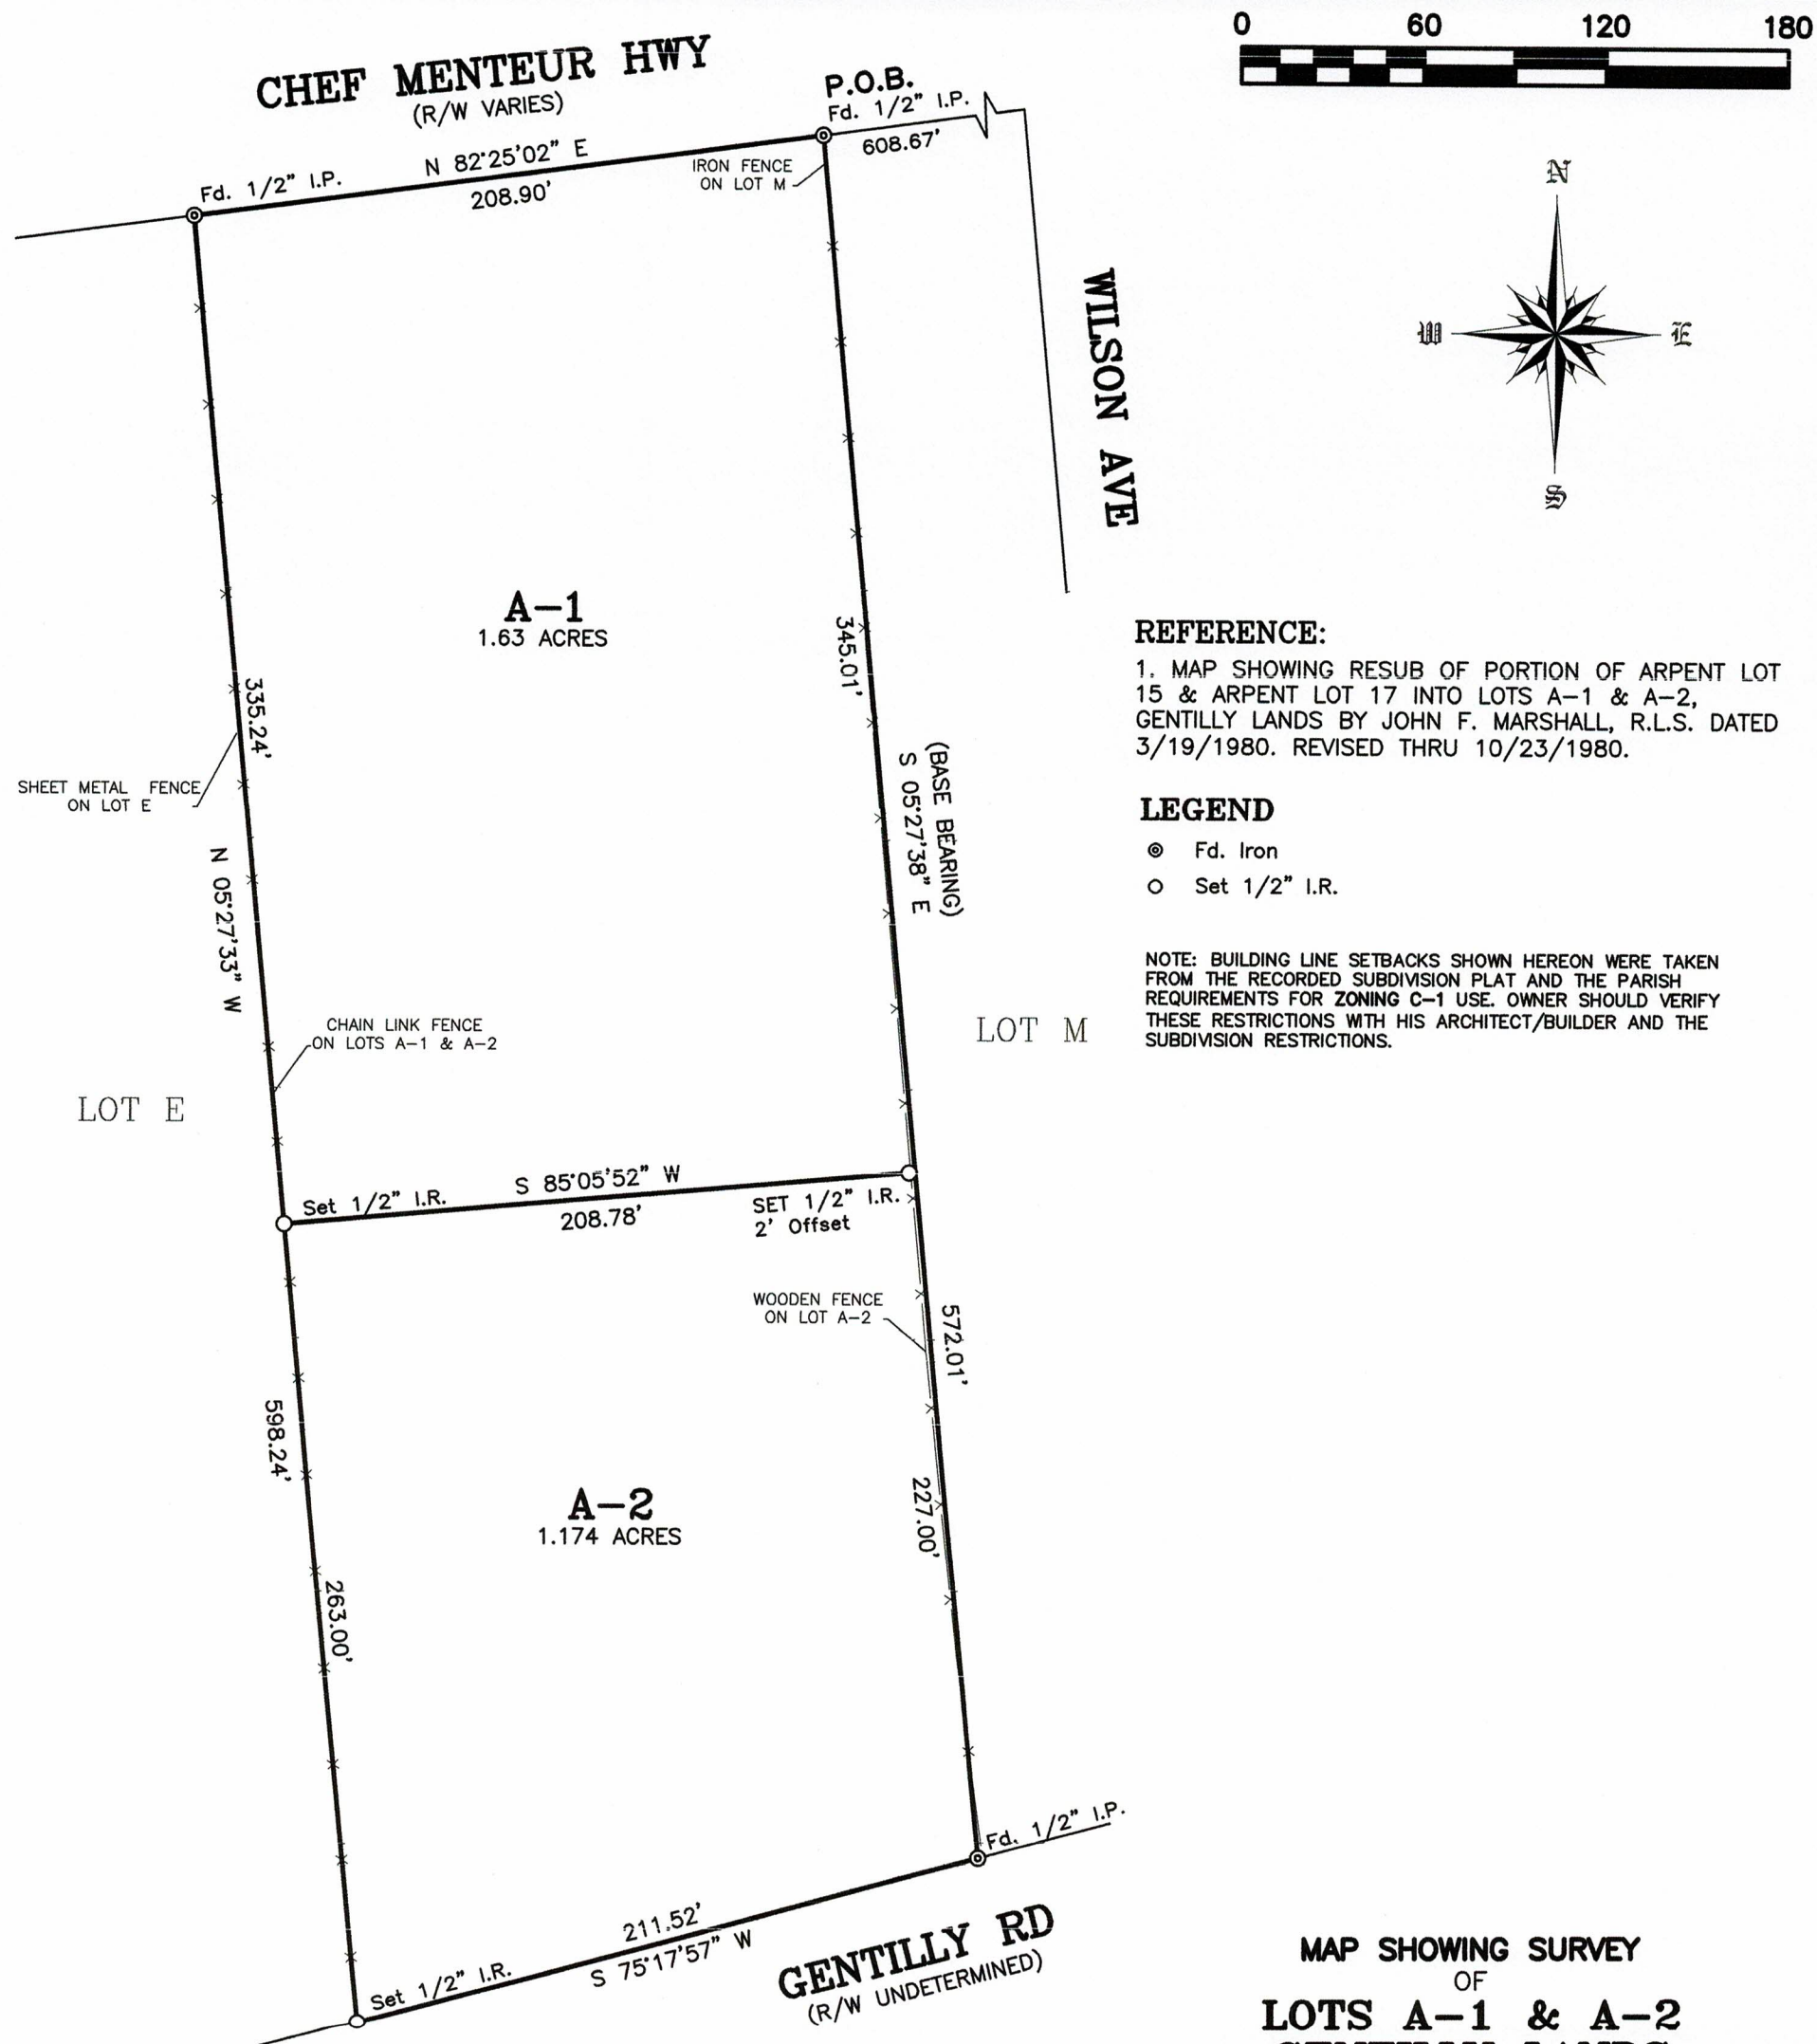 0 60 120 180
CHEF MENTEUR HWY
(R/W VARIES)
P.O.B.
Fd. 1/2" I.P.
608.67'
Fd. 1/2" I.P.
N 82°25'02" E
208.90'
IRON FENCE
ON LOT M
N
W
E
S
WILSON AVE
A-1
1.63 ACRES
345.01'
335.24'
SHEET METAL FENCE
ON LOT E
N 05°27'33" W
(BASE BEARING)
S 05°27'38" E
CHAIN LINK FENCE
ON LOTS A-1 & A-2
LOT E
LOT M
Set 1/2" I.R.
S 85°05'52" W
208.78'
SET 1/2" I.R.
2' Offset
WOODEN FENCE
ON LOT A-2
572.01'
598.24'
227.00'
A-2
1.174 ACRES
263.00'
Fd. 1/2" I.P.
Set 1/2" I.R.
211.52'
S 75°17'57" W
GENTILLY RD
(R/W UNDETERMINED)
REFERENCE:
1. MAP SHOWING RESUB OF PORTION OF ARPENT LOT
15 & ARPENT LOT 17 INTO LOTS A-1 & A-2,
GENTILLY LANDS BY JOHN F. MARSHALL, R.L.S. DATED
3/19/1980. REVISED THRU 10/23/1980.
LEGEND
Fd. Iron
Set 1/2" I.R.
NOTE: BUILDING LINE SETBACKS SHOWN HEREON WERE TAKEN
FROM THE RECORDED SUBDIVISION PLAT AND THE PARISH
REQUIREMENTS FOR ZONING C-1 USE. OWNER SHOULD VERIFY
THESE RESTRICTIONS WITH HIS ARCHITECT/BUILDER AND THE
SUBDIVISION RESTRICTIONS.
MAP SHOWING SURVEY
OF
LOTS A-1 & A-2